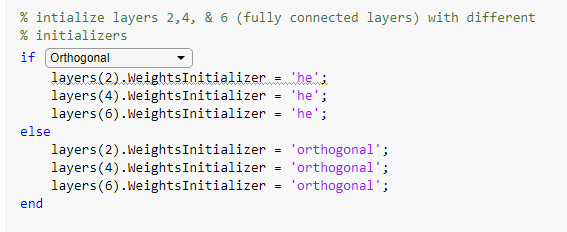 % intialize layers 2,4, & 6 (fully connected layers) with different
% initializers
if Orthogonal
layers(2).WeightsInitializer = 'he';
layers(4).WeightsInitializer = 'he';
layers(6).WeightsInitializer = 'he';
else
layers(2).WeightsInitializer = 'orthogonal';
layers(4).WeightsInitializer = 'orthogonal';
layers(6).WeightsInitializer = 'orthogonal';
end